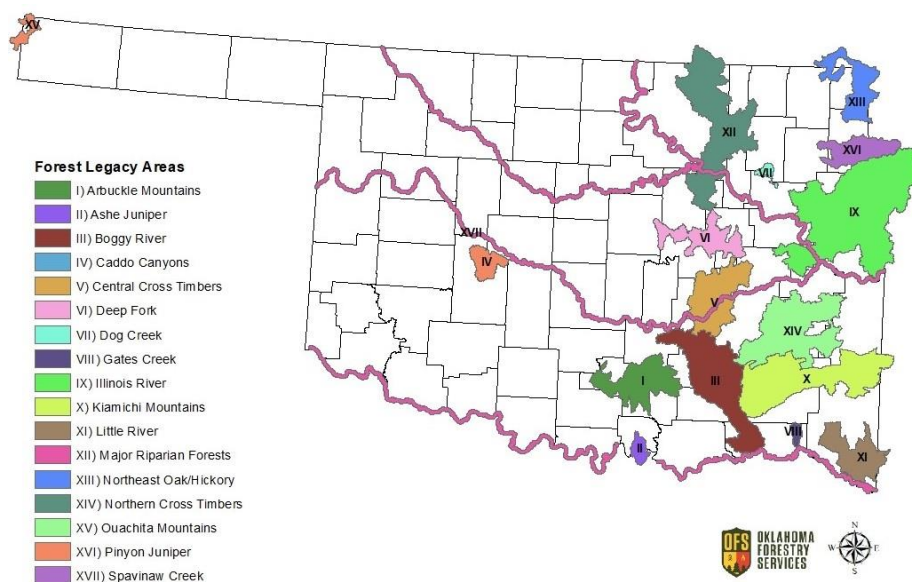 XV
XIII
XII
XVI
VII
IX
XVII
VI
IV
V
XIV
I
III
X
VIII
II
XI
Forest Legacy Areas
I) Arbuckle Mountains
II) Ashe Juniper
III) Boggy River
IV) Caddo Canyons
V) Central Cross Timbers
VI) Deep Fork
VII) Dog Creek
VIII) Gates Creek
IX) Illinois River
X) Kiamichi Mountains
XI) Little River
XII) Major Riparian Forests
XIII) Northeast Oak/Hickory
XIV) Northern Cross Timbers
XV) Ouachita Mountains
XVI) Pinyon Juniper
XVII) Spavinaw Creek
OFS
OKLAHOMA
FORESTRY
SERVICES
N
W
E
S